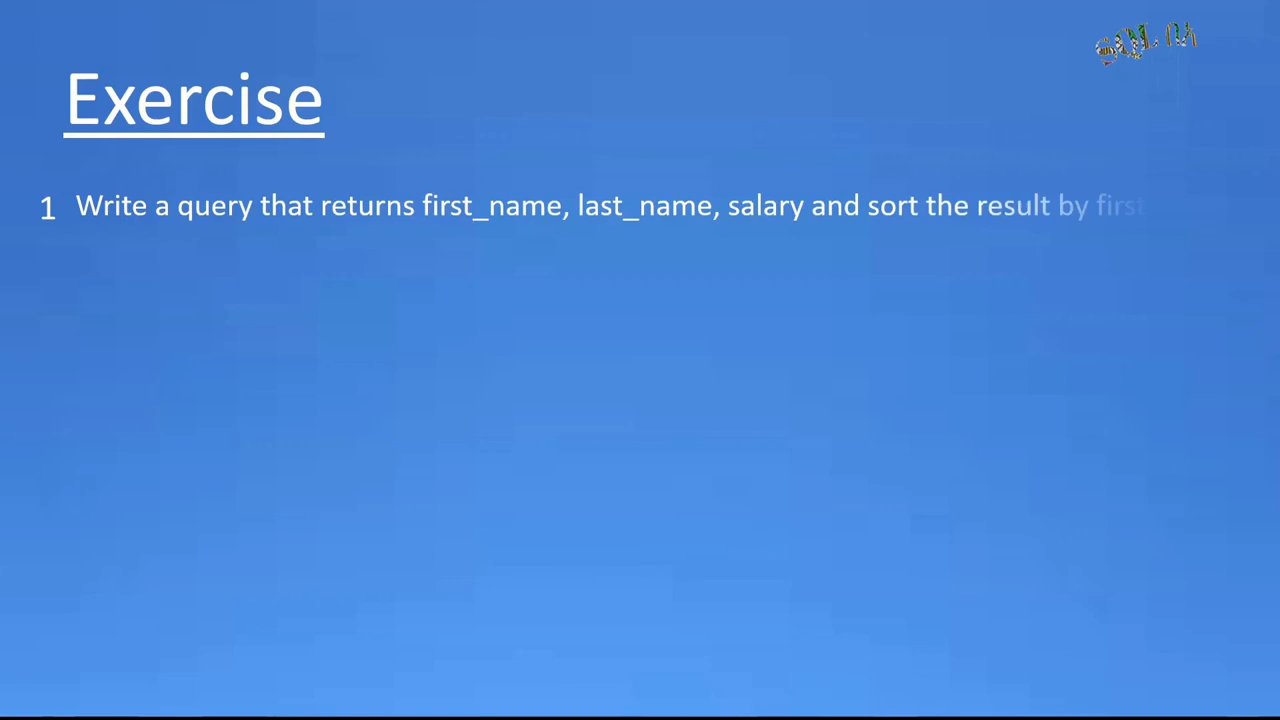 Exercise
1 Write a query that returns first_name, last_name, salary and sort the result by first